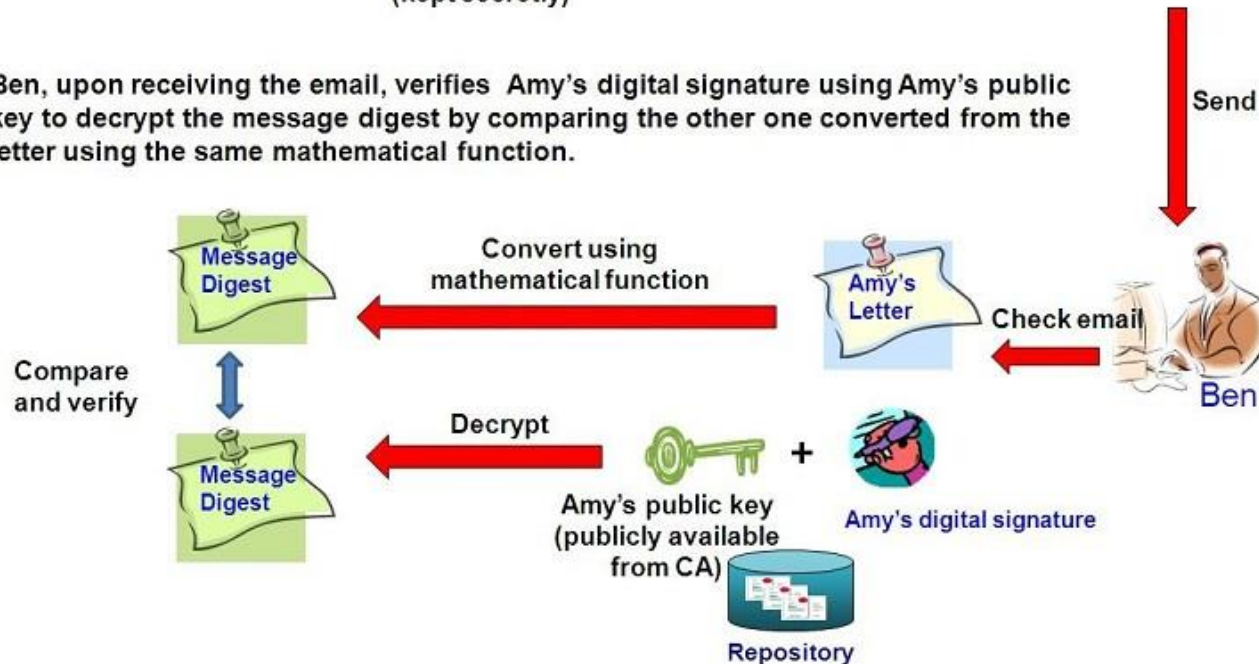 (kept secretly)
Ben, upon receiving the email, verifies Amy's digital signature using Amy's public
key to decrypt the message digest by comparing the other one converted from the
letter using the same mathematical function.
Send
Message
Digest
Convert using
mathematical function
Amy's
Letter
Check email
Ben
Compare
and verify
Message
Digest
Decrypt
+
Amy's public key
(publicly available
from CA)
Amy's digital signature
Repository